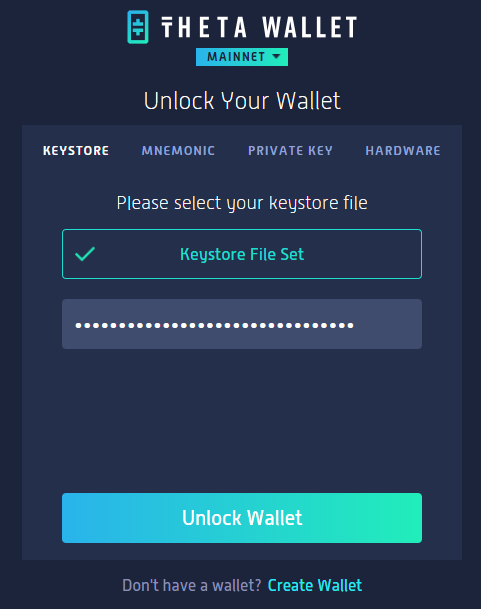 THETA WALLET
MAINNET
Unlock Your Wallet
KEYSTORE MNEMONIC PRIVATE KEY HARDWARE
Please select your keystore file
Keystore File Set
••••••••••••••••••••••••••••••••
Unlock Wallet
Don't have a wallet? Create Wallet